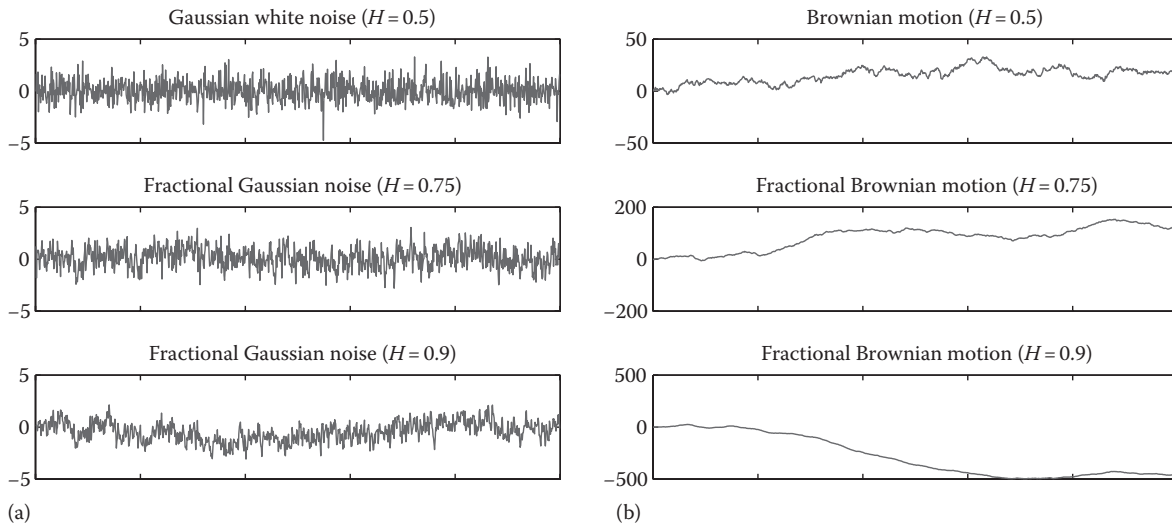 Gaussian white noise (H = 0.5)
5
0
−5
Fractional Gaussian noise (H = 0.75)
5
0
−5
Fractional Gaussian noise (H = 0.9)
5
0
−5
(a)
Brownian motion (H = 0.5)
50
0
−50
Fractional Brownian motion (H = 0.75)
200
0
−200
Fractional Brownian motion (H = 0.9)
500
0
−500
(b)